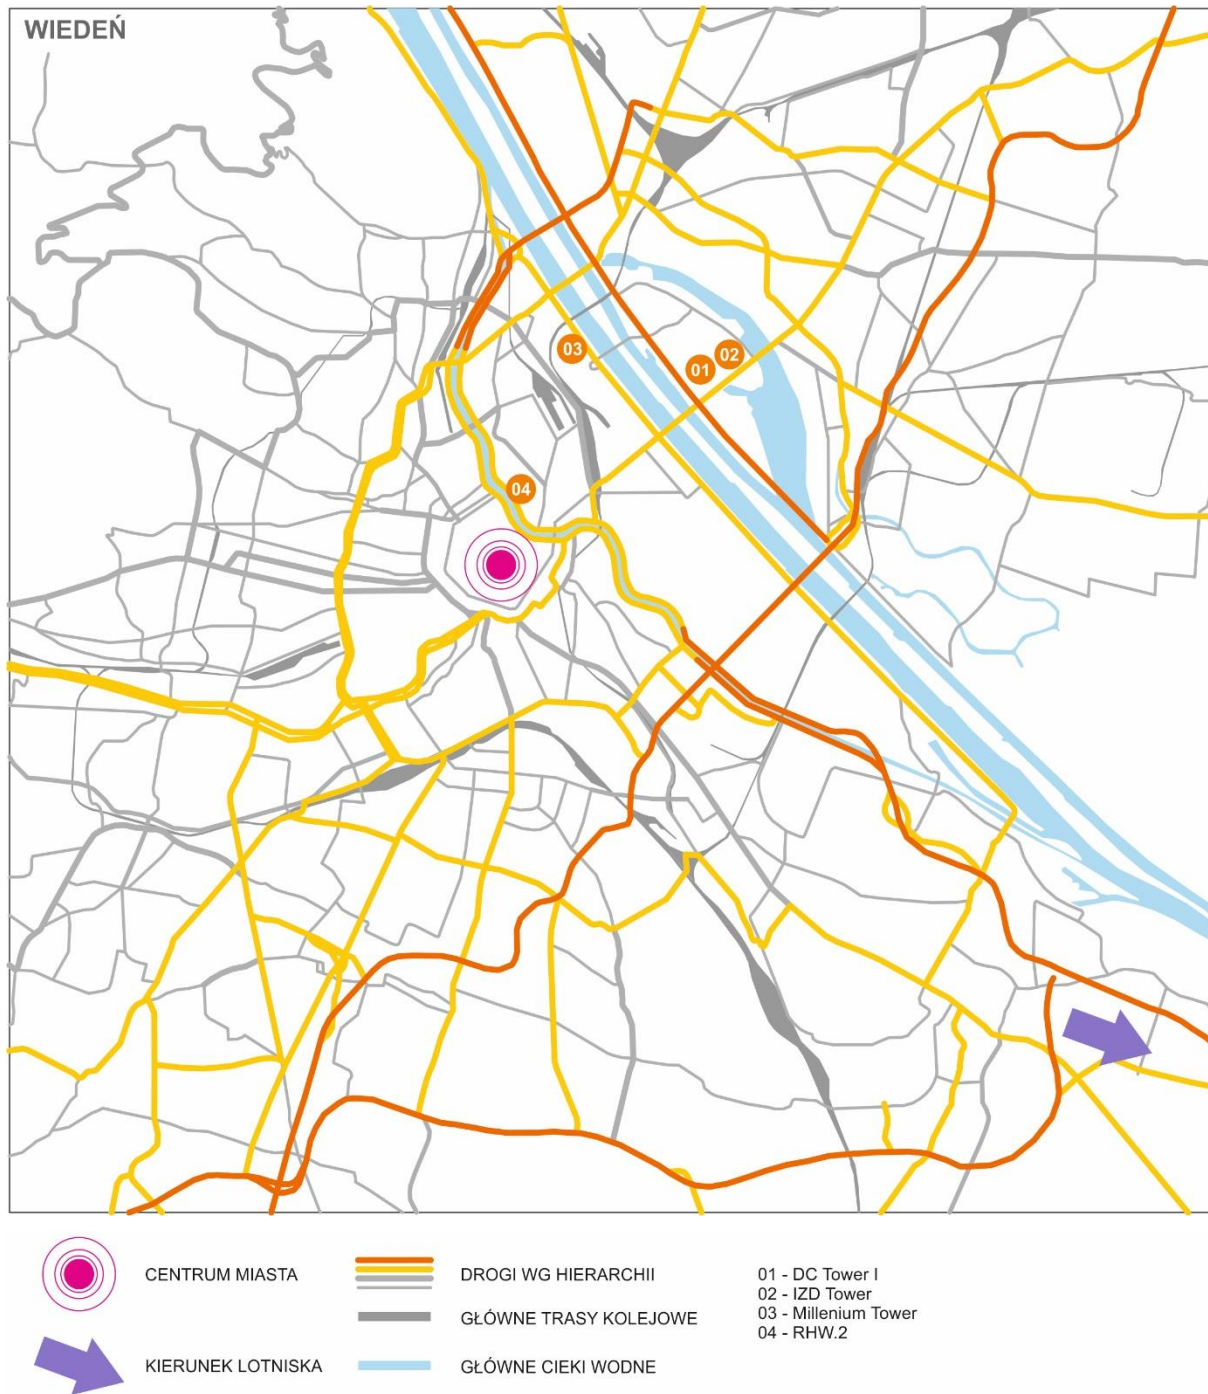 WIEDEŃ
03
02
01
04
CENTRUM MIASTA
DROGI WG HIERARCHII
GŁÓWNE TRASY KOLEJOWE
KIERUNEK LOTNISKA
GŁÓWNE CIEKI WODNE
01 - DC Tower I
02 - IZD Tower
03 - Millenium Tower
04 - RHW.2